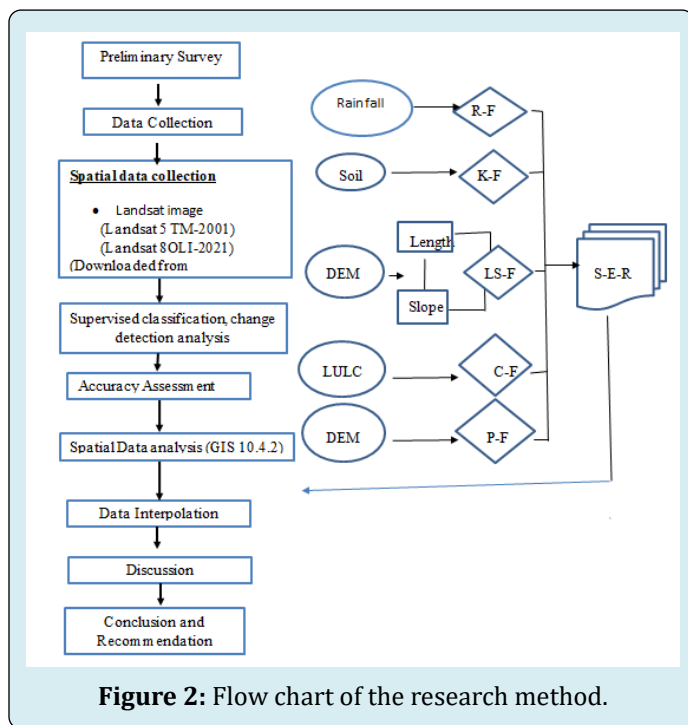 Preliminary Survey
Data Collection
Spatial data collection
• Landsat image
(Landsat 5 TM-2001)
(Landsat 8OLI-2021)
(Downloaded from
Supervised classification, change
detection analysis
Accuracy Assessment
Spatial Data analysis (GIS 10.4.2)
Data Interpolation
Discussion
Conclusion and
Recommendation
Rainfall
R-F
Soil
K-F
DEM
Length
Slope
LS-F
LULC
C-F
DEM
P-F
S-E-R
Figure 2: Flow chart of the research method.